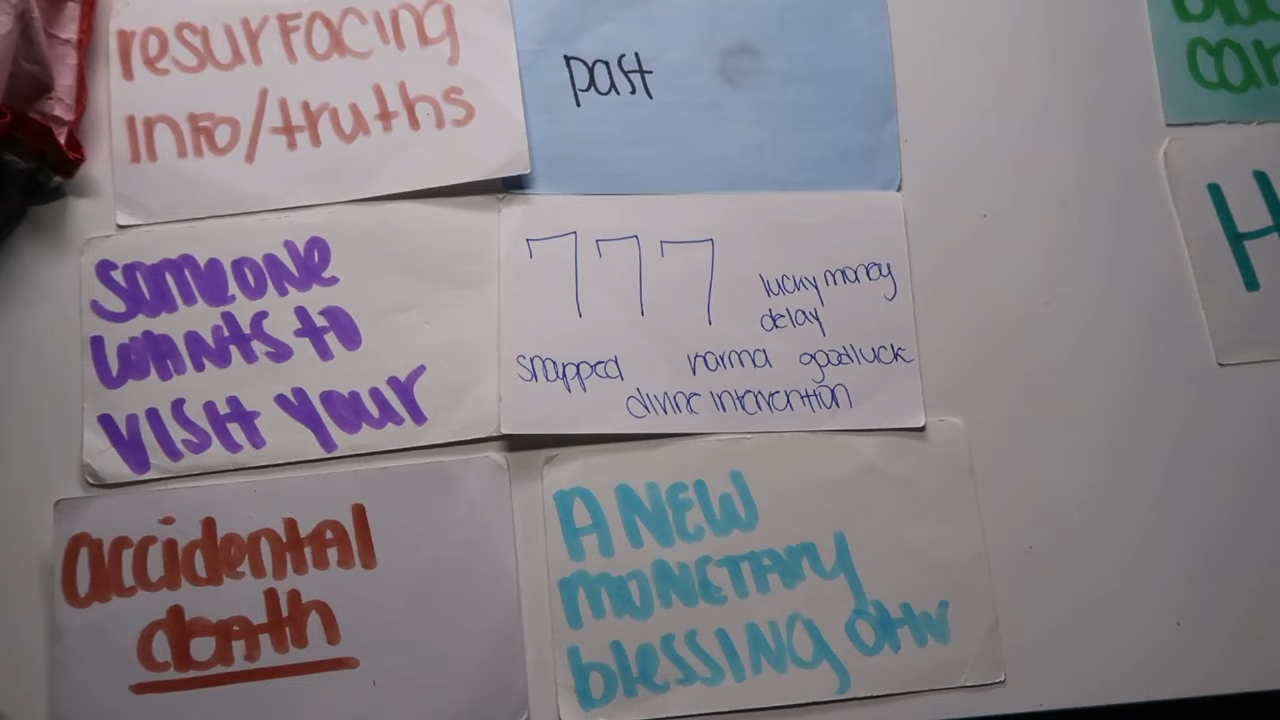 resurfacing
info/truths
past
someone
wants to
visit your
777
lucky money
delay
snapped karma goodluck
divine intervention
accidental
death
A NEW
MONETARY
blessing otw
car
H